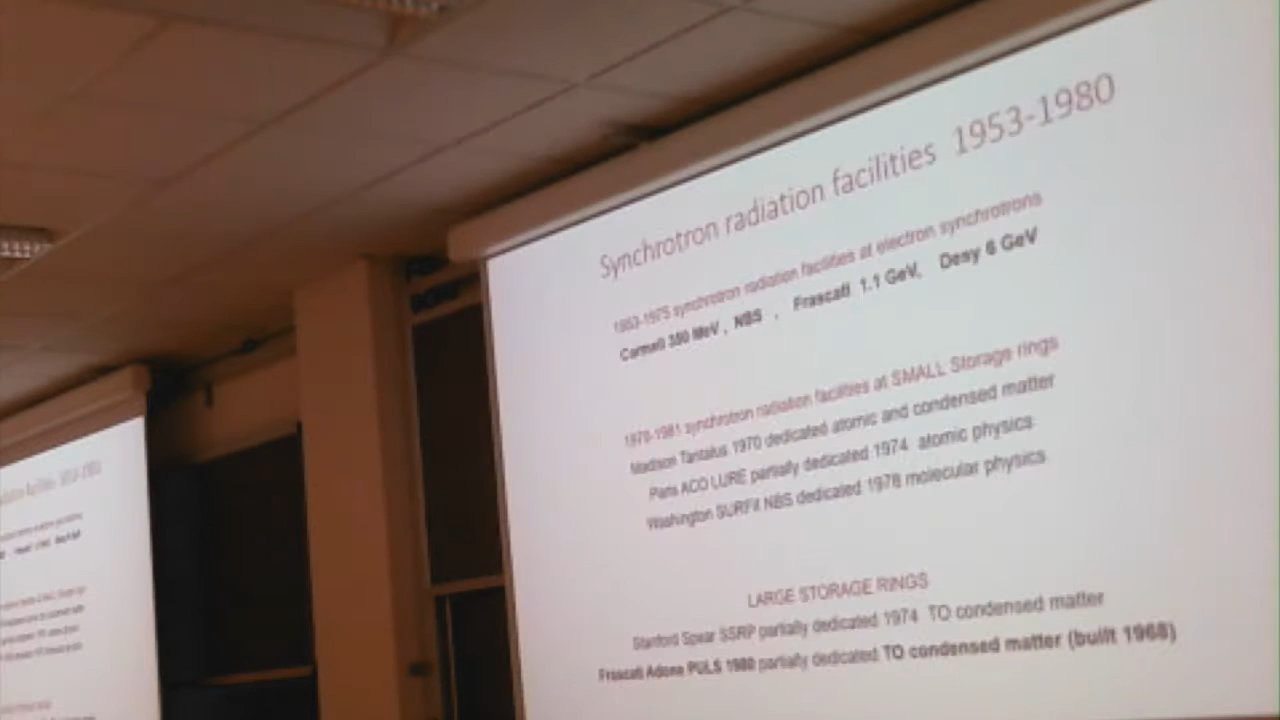 Synchrotron radiation facilities 1953-1980
1953-1975 synchrotron radiation facilities at electron synchrotrons
Cornell 350 MeV , NBS , Frascati 1.1 GeV, Desy 6 GeV
1970-1981 synchrotron radiation facilities at SMALL Storage rings
Madison Tantalus 1970 dedicated atomic and condensed matter
Paris ACO LURE partially dedicated 1974 atomic physics
Washington SURFII NBS dedicated 1978 molecular physics
LARGE STORAGE RINGS
Stanford Spear SSRP partially dedicated 1974 TO condensed matter
Frascati Adone PULS 1980 partially dedicated TO condensed matter (built 1968)